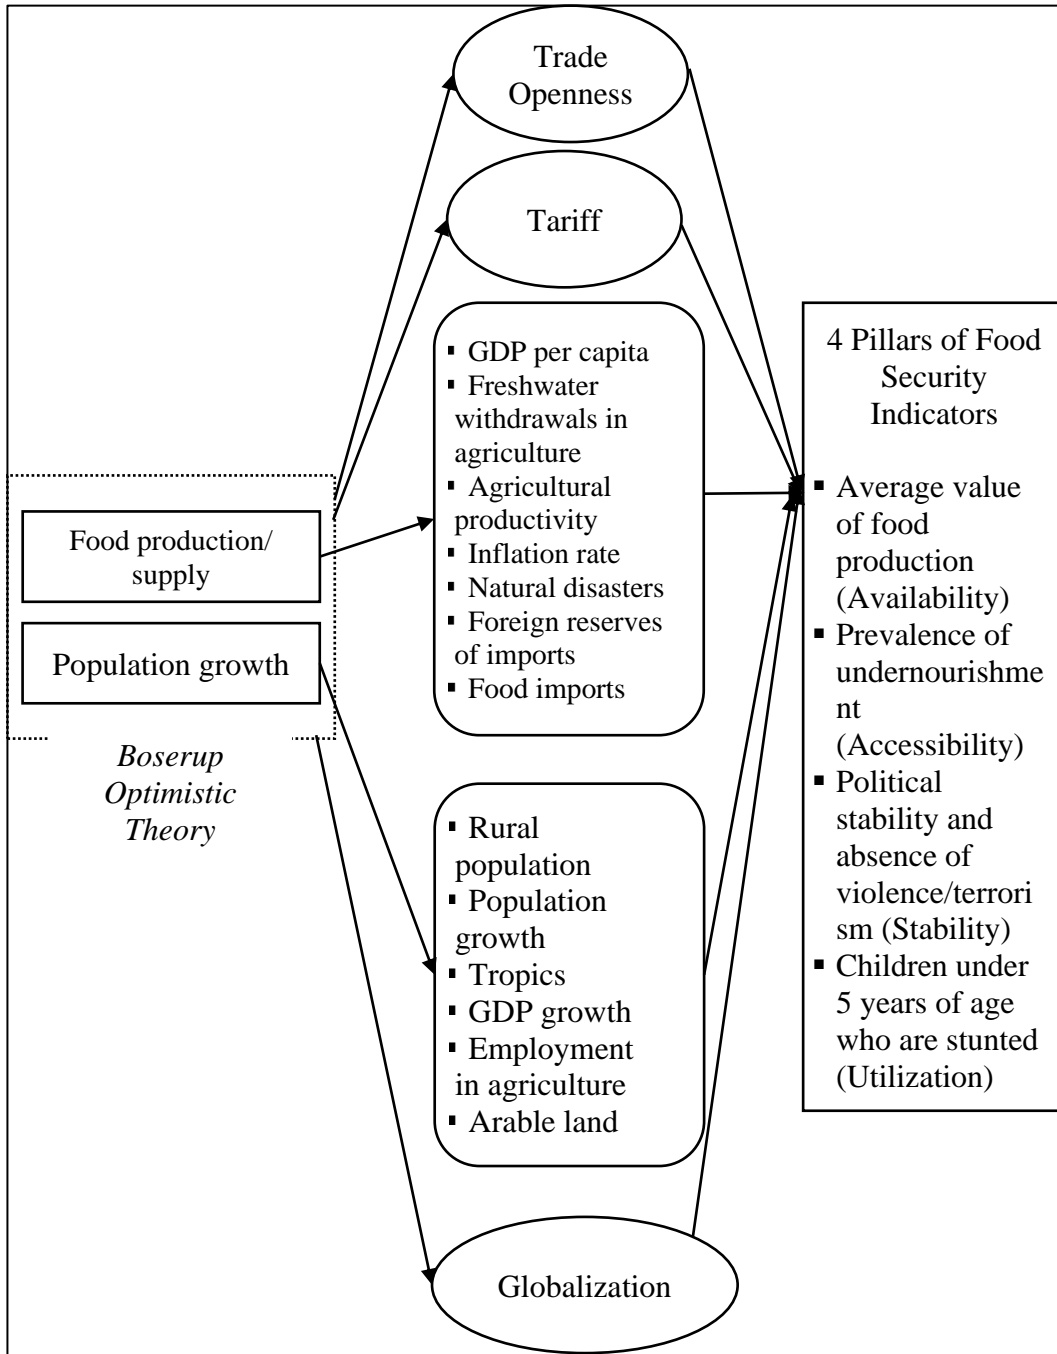 Trade
Openness
Tariff
▪ GDP per capita
▪ Freshwater
withdrawals in
agriculture
▪ Agricultural
productivity
▪ Inflation rate
▪ Natural disasters
▪ Foreign reserves
of imports
▪ Food imports
Food production/
supply
Population growth
Boserup
Optimistic
Theory
▪ Rural
population
▪ Population
growth
▪ Tropics
▪ GDP growth
▪ Employment
in agriculture
▪ Arable land
Globalization
4 Pillars of Food
Security
Indicators
▪ Average value
of food
production
(Availability)
▪ Prevalence of
undernourishme
nt
(Accessibility)
▪ Political
stability and
absence of
violence/terrori
sm (Stability)
▪ Children under
5 years of age
who are stunted
(Utilization)